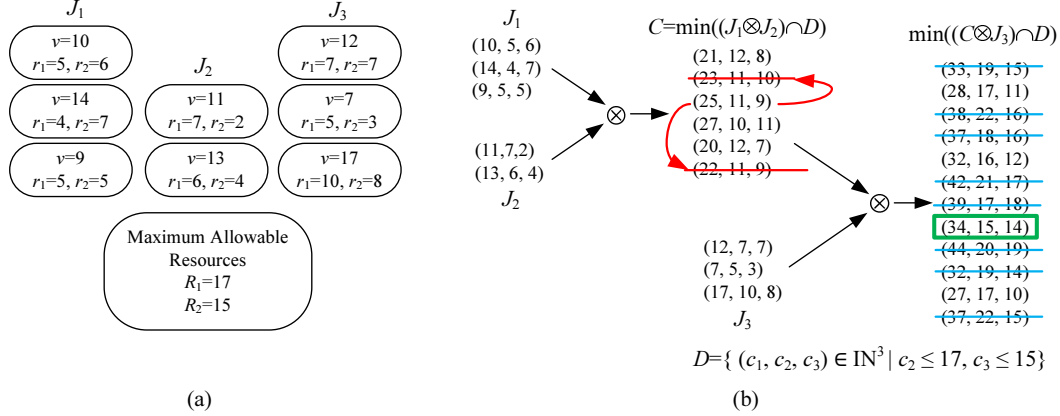 J₁
v=10
r₁=5, r₂=6
v=14
r₁=4, r₂=7
v=9
r₁=5, r₂=5
J₂
v=11
r₁=7, r₂=2
v=13
r₁=6, r₂=4
J₃
v=12
r₁=7, r₂=7
v=7
r₁=5, r₂=3
v=17
r₁=10, r₂=8
Maximum Allowable
Resources
R₁=17
R₂=15
(a)
J₁
(10, 5, 6)
(14, 4, 7)
(9, 5, 5)
⊗
(11,7,2)
(13, 6, 4)
J₂
C=min((J₁⊗J₂)∩D)
(21, 12, 8)
(23, 11, 10)
(25, 11, 9)
(27, 10, 11)
(20, 12, 7)
(22, 11, 9)
⊗
(12, 7, 7)
(7, 5, 3)
(17, 10, 8)
J₃
min((C⊗J₃)∩D)
(33, 19, 15)
(28, 17, 11)
(38, 22, 16)
(37, 18, 16)
(32, 16, 12)
(42, 21, 17)
(39, 17, 18)
(34, 15, 14)
(44, 20, 19)
(32, 19, 14)
(27, 17, 10)
(37, 22, 15)
D={ (c₁, c₂, c₃) ∈ IN³ | c₂ ≤ 17, c₃ ≤ 15}
(b)